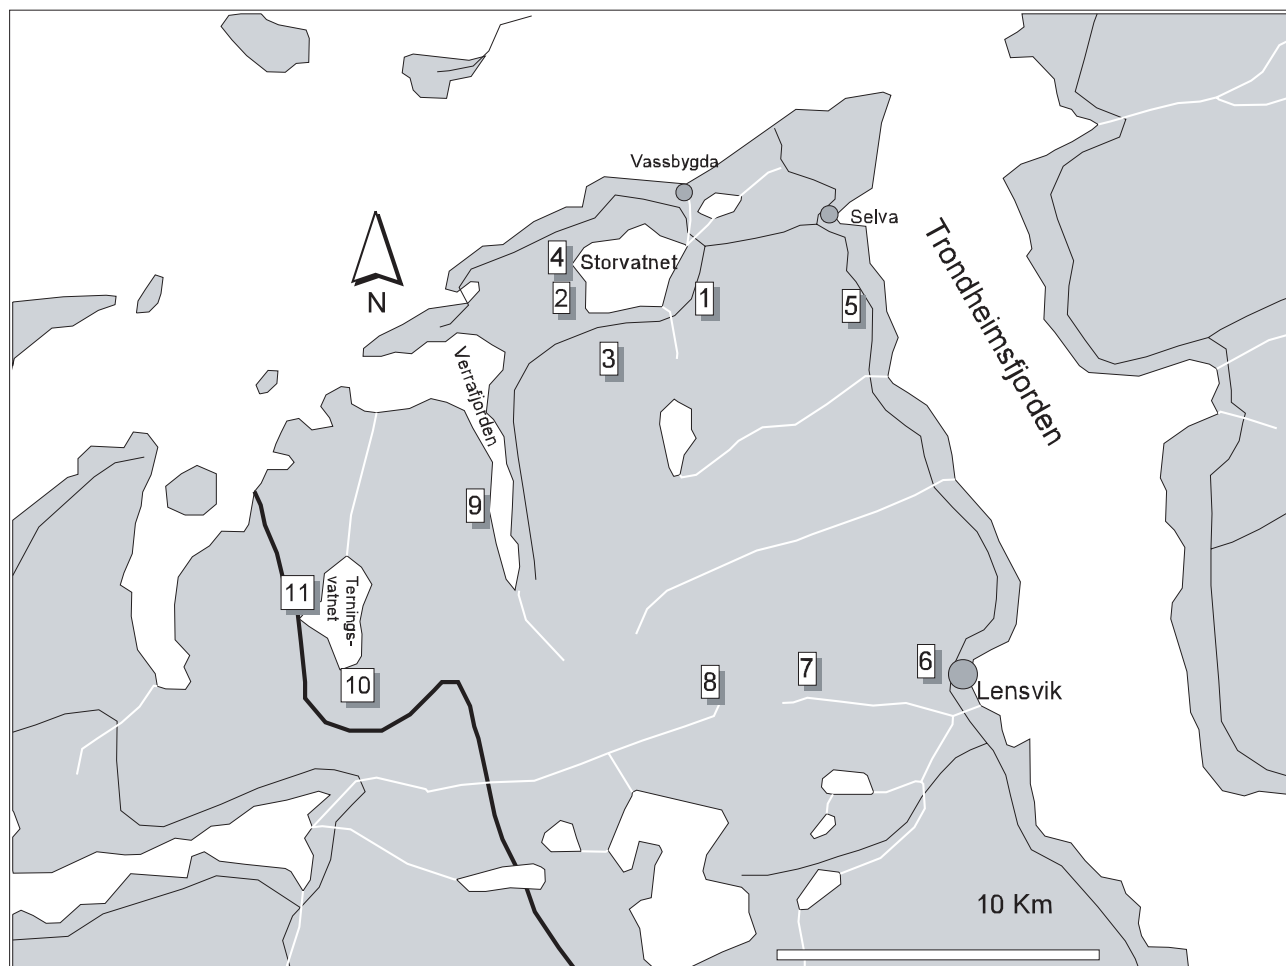 Vassbygda
Selva
4
Storvatnet
2
1
5
N
Trondheimsfjorden
3
Verrafjorden
9
11
Ternings-
vatnet
10
8
7
6
Lensvik
10 Km